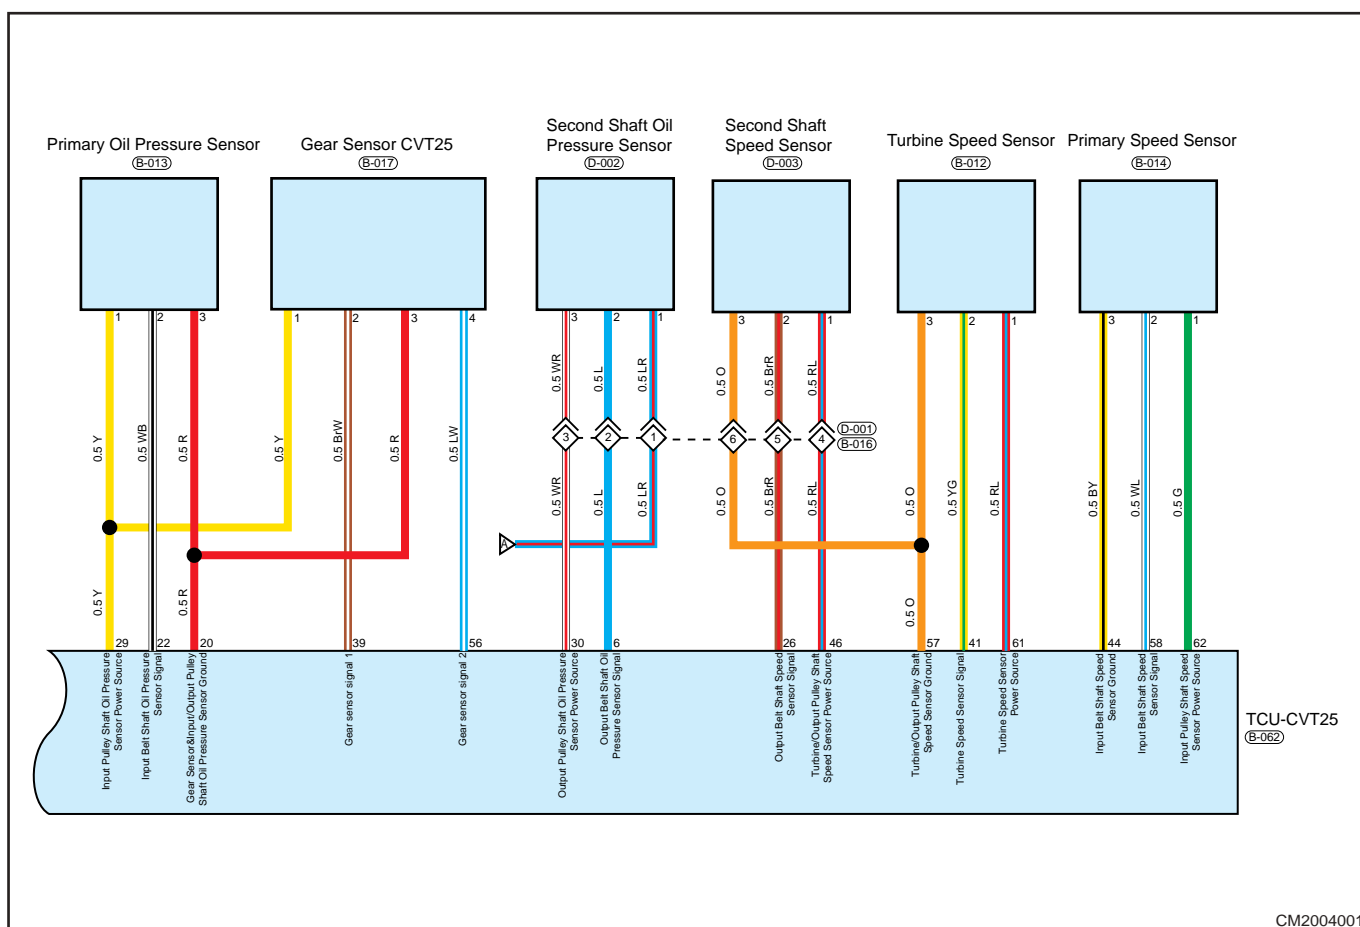 Primary Oil Pressure Sensor
B-013
Gear Sensor CVT25
B-017
Second Shaft Oil
Pressure Sensor
D-002
Second Shaft
Speed Sensor
D-003
Turbine Speed Sensor
B-012
Primary Speed Sensor
B-014
1 2 3
1 2 3 4
3 2 1
3 2 1
3 2 1
3 2 1
0.5 Y
0.5 WB
0.5 R
0.5 Y
0.5 BrW
0.5 R
0.5 LW
0.5 WR
0.5 L
0.5 LR
0.5 O
0.5 BrR
0.5 RL
3 2 1 6 5 4
D-001
B-016
0.5 WR
0.5 L
0.5 LR
0.5 O
0.5 BrR
0.5 RL
0.5 O
0.5 YG
0.5 RL
0.5 BY
0.5 WL
0.5 G
A
0.5 Y
0.5 R
0.5 O
29 22 20 39 56 30 6 26 46 57 41 61 44 58 62
Input Pulley Shaft Oil Pressure
Sensor Power Source
Input Belt Shaft Oil Pressure
Sensor Signal
Gear Sensor&Input/Output Pulley
Shaft Oil Pressure Sensor Ground
Gear sensor signal 1
Gear sensor signal 2
Output Pulley Shaft Oil Pressure
Sensor Power Source
Output Belt Shaft Oil
Pressure Sensor Signal
Output Belt Shaft Speed
Sensor Signal
Turbine/Output Pulley Shaft
Speed Sensor Power Source
Turbine/Output Pulley Shaft
Speed Sensor Ground
Turbine Speed Sensor Signal
Turbine Speed Sensor
Power Source
Input Belt Shaft Speed
Sensor Ground
Input Belt Shaft Speed
Sensor Signal
Input Pulley Shaft Speed
Sensor Power Source
TCU-CVT25
B-062
CM2004001